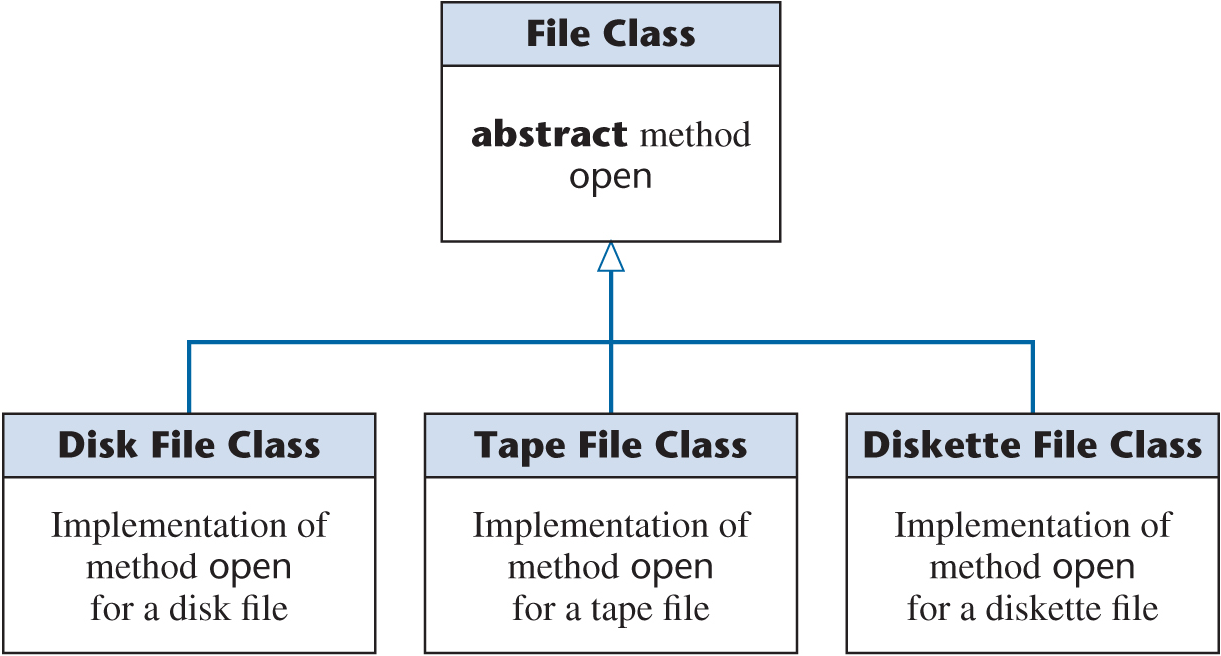 File Class
abstract method
open
Disk File Class
Implementation of
method open
for a disk file
Tape File Class
Implementation of
method open
for a tape file
Diskette File Class
Implementation of
method open
for a diskette file